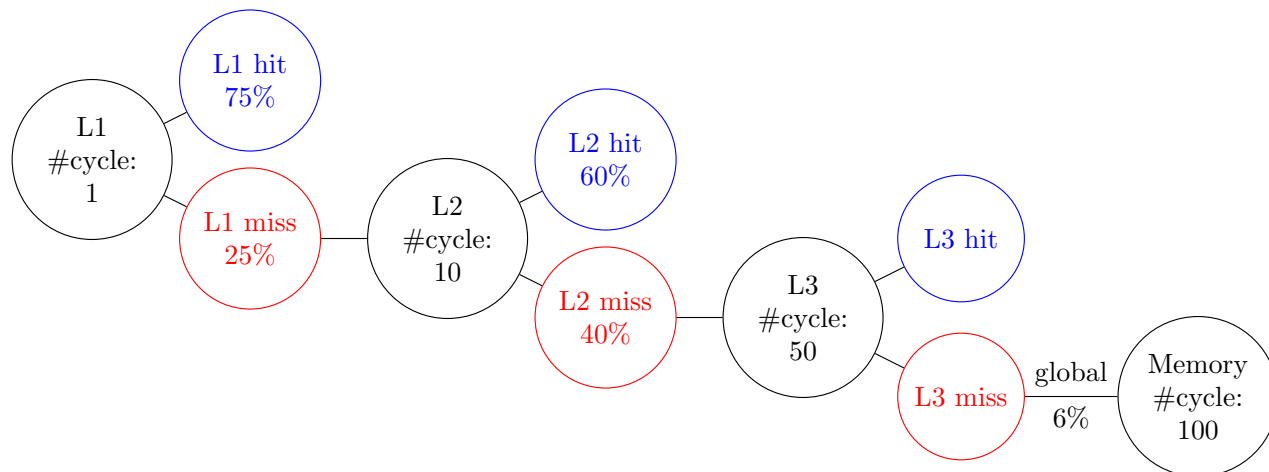 L1
#cycle:
1
L1 hit
75%
L1 miss
25%
L2
#cycle:
10
L2 hit
60%
L2 miss
40%
L3
#cycle:
50
L3 hit
L3 miss
global
6%
Memory
#cycle:
100